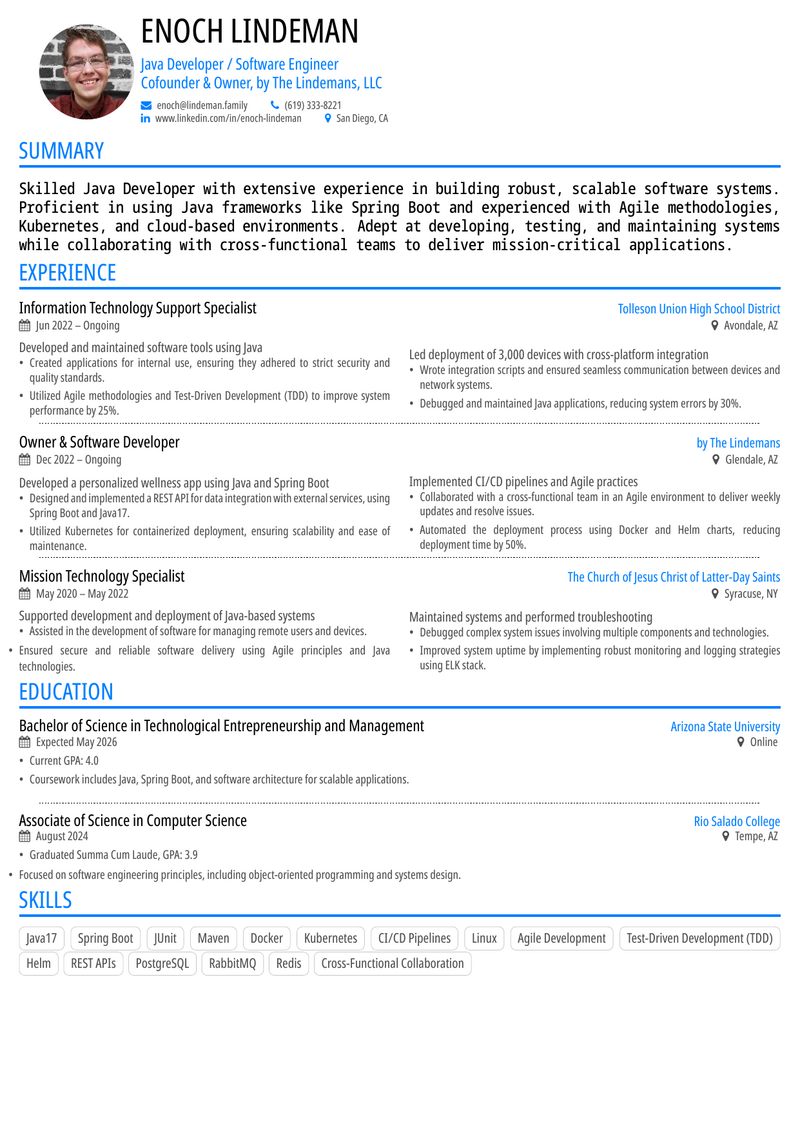 ENOCH LINDEMAN
Java Developer / Software Engineer
Cofounder & Owner, by The Lindemans, LLC
enoch@lindeman.family (619) 333-8221
www.linkedin.com/in/enoch-lindeman San Diego, CA
SUMMARY
Skilled Java Developer with extensive experience in building robust, scalable software systems.
Proficient in using Java frameworks like Spring Boot and experienced with Agile methodologies,
Kubernetes, and cloud-based environments. Adept at developing, testing, and maintaining systems
while collaborating with cross-functional teams to deliver mission-critical applications.
EXPERIENCE
Information Technology Support Specialist
Tolleson Union High School District
Jun 2022 – Ongoing
Avondale, AZ
Developed and maintained software tools using Java
• Created applications for internal use, ensuring they adhered to strict security and
quality standards.
• Utilized Agile methodologies and Test-Driven Development (TDD) to improve system
performance by 25%.
Led deployment of 3,000 devices with cross-platform integration
• Wrote integration scripts and ensured seamless communication between devices and
network systems.
• Debugged and maintained Java applications, reducing system errors by 30%.
Owner & Software Developer
by The Lindemans
Dec 2022 – Ongoing
Glendale, AZ
Developed a personalized wellness app using Java and Spring Boot
• Designed and implemented a REST API for data integration with external services, using
Spring Boot and Java17.
• Utilized Kubernetes for containerized deployment, ensuring scalability and ease of
maintenance.
Implemented CI/CD pipelines and Agile practices
• Collaborated with a cross-functional team in an Agile environment to deliver weekly
updates and resolve issues.
• Automated the deployment process using Docker and Helm charts, reducing
deployment time by 50%.
Mission Technology Specialist
The Church of Jesus Christ of Latter-Day Saints
May 2020 – May 2022
Syracuse, NY
Supported development and deployment of Java-based systems
• Assisted in the development of software for managing remote users and devices.
• Ensured secure and reliable software delivery using Agile principles and Java
technologies.
Maintained systems and performed troubleshooting
• Debugged complex system issues involving multiple components and technologies.
• Improved system uptime by implementing robust monitoring and logging strategies
using ELK stack.
EDUCATION
Bachelor of Science in Technological Entrepreneurship and Management
Arizona State University
Expected May 2026
Online
• Current GPA: 4.0
• Coursework includes Java, Spring Boot, and software architecture for scalable applications.
Associate of Science in Computer Science
Rio Salado College
August 2024
Tempe, AZ
• Graduated Summa Cum Laude, GPA: 3.9
• Focused on software engineering principles, including object-oriented programming and systems design.
SKILLS
Java17 Spring Boot JUnit Maven Docker Kubernetes CI/CD Pipelines Linux Agile Development Test-Driven Development (TDD)
Helm REST APIs PostgreSQL RabbitMQ Redis Cross-Functional Collaboration